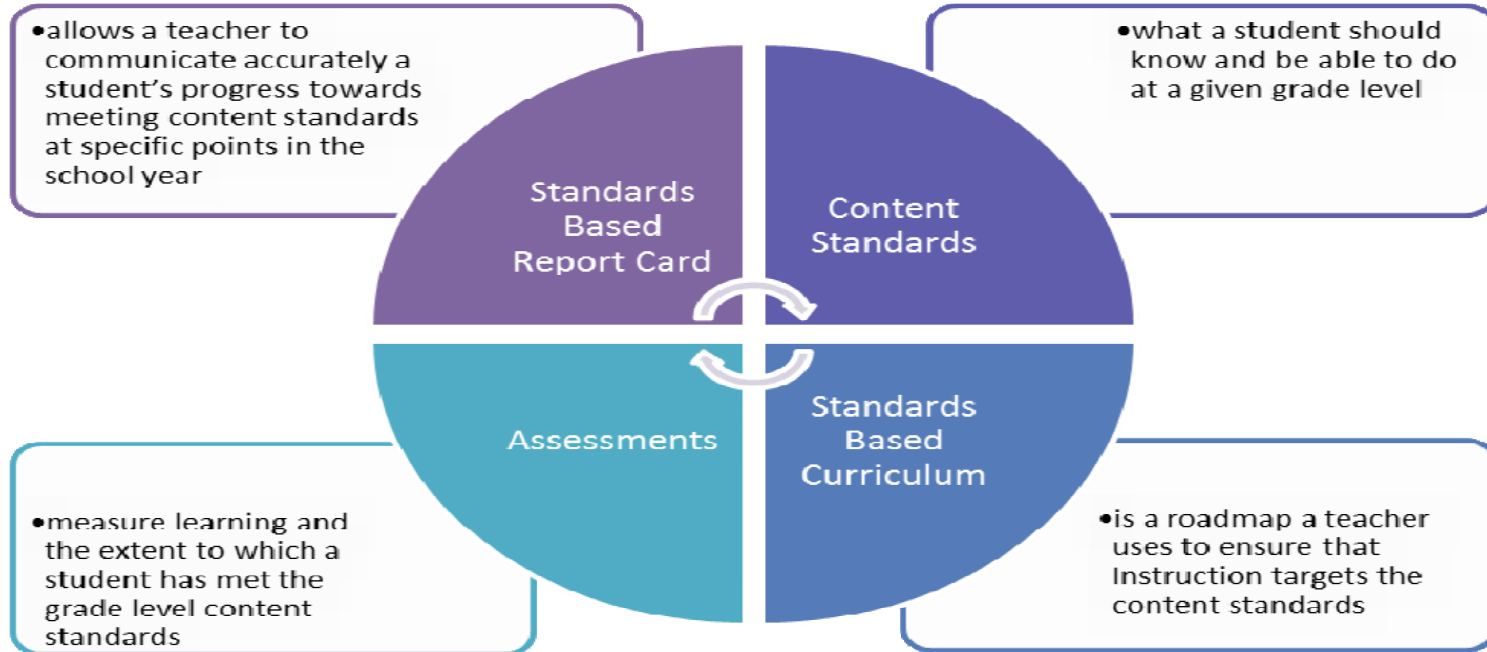 •allows a teacher to
communicate accurately a
student's progress towards
meeting content standards
at specific points in the
school year
•what a student should
know and be able to do
at a given grade level
Standards
Based
Report Card
Content
Standards
Assessments
Standards
Based
Curriculum
•measure learning and
the extent to which a
student has met the
grade level content
standards
•is a roadmap a teacher
uses to ensure that
Instruction targets the
content standards